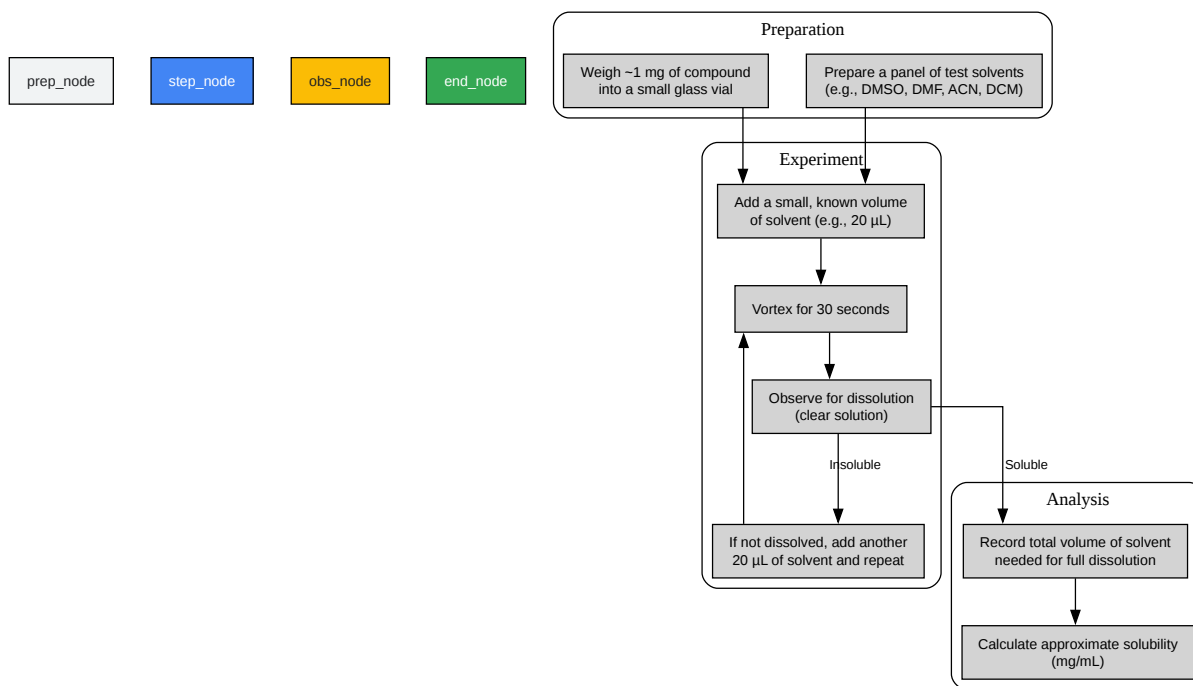 prep_node
step_node
obs_node
end_node
Preparation
Weigh ~1 mg of compound
into a small glass vial
Prepare a panel of test solvents
(e.g., DMSO, DMF, ACN, DCM)
Experiment
Add a small, known volume
of solvent (e.g., 20 µL)
Vortex for 30 seconds
Observe for dissolution
(clear solution)
Insoluble
Soluble
If not dissolved, add another
20 µL of solvent and repeat
Analysis
Record total volume of solvent
needed for full dissolution
Calculate approximate solubility
(mg/mL)